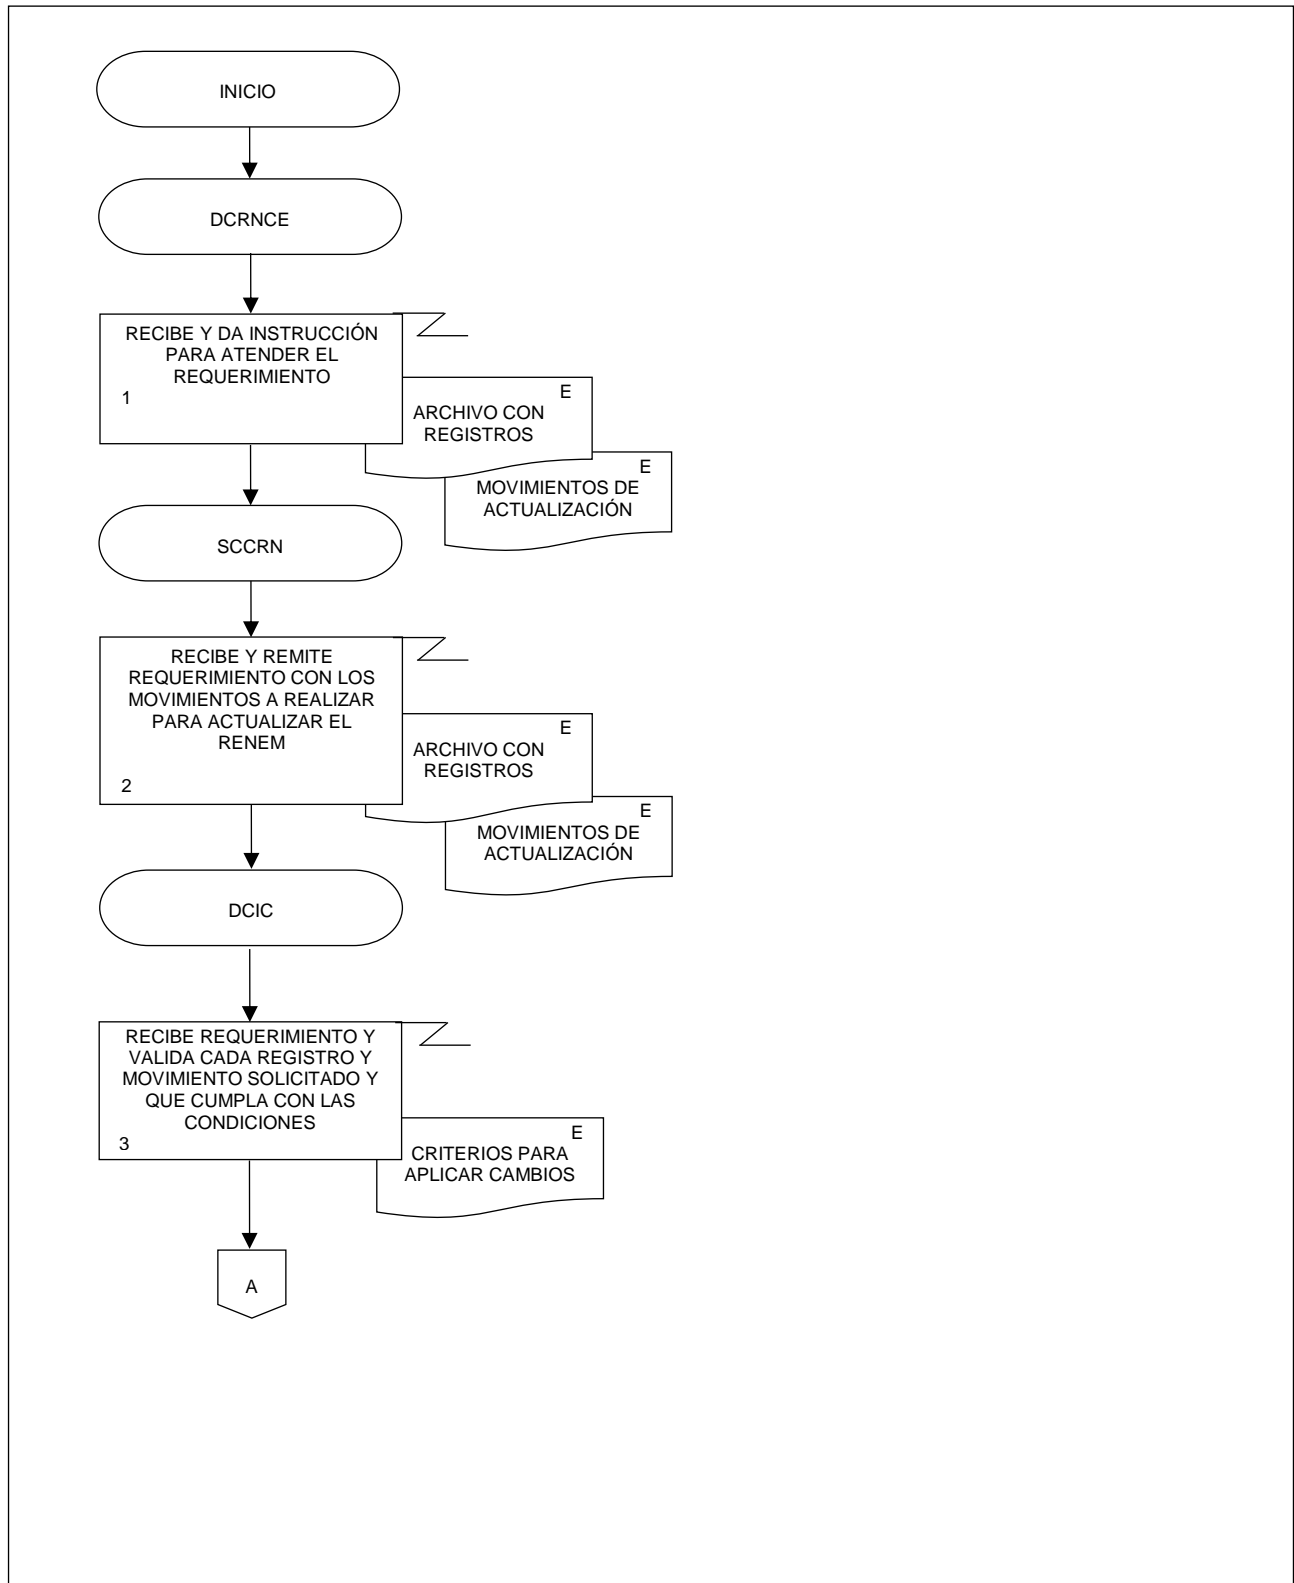 INICIO
DCRNCE
RECIBE Y DA INSTRUCCIÓN
PARA ATENDER EL
REQUERIMIENTO
1
E
ARCHIVO CON
REGISTROS
E
MOVIMIENTOS DE
ACTUALIZACIÓN
SCCRN
RECIBE Y REMITE
REQUERIMIENTO CON LOS
MOVIMIENTOS A REALIZAR
PARA ACTUALIZAR EL
RENEM
2
E
ARCHIVO CON
REGISTROS
E
MOVIMIENTOS DE
ACTUALIZACIÓN
DCIC
RECIBE REQUERIMIENTO Y
VALIDA CADA REGISTRO Y
MOVIMIENTO SOLICITADO Y
QUE CUMPLA CON LAS
CONDICIONES
3
E
CRITERIOS PARA
APLICAR CAMBIOS
A